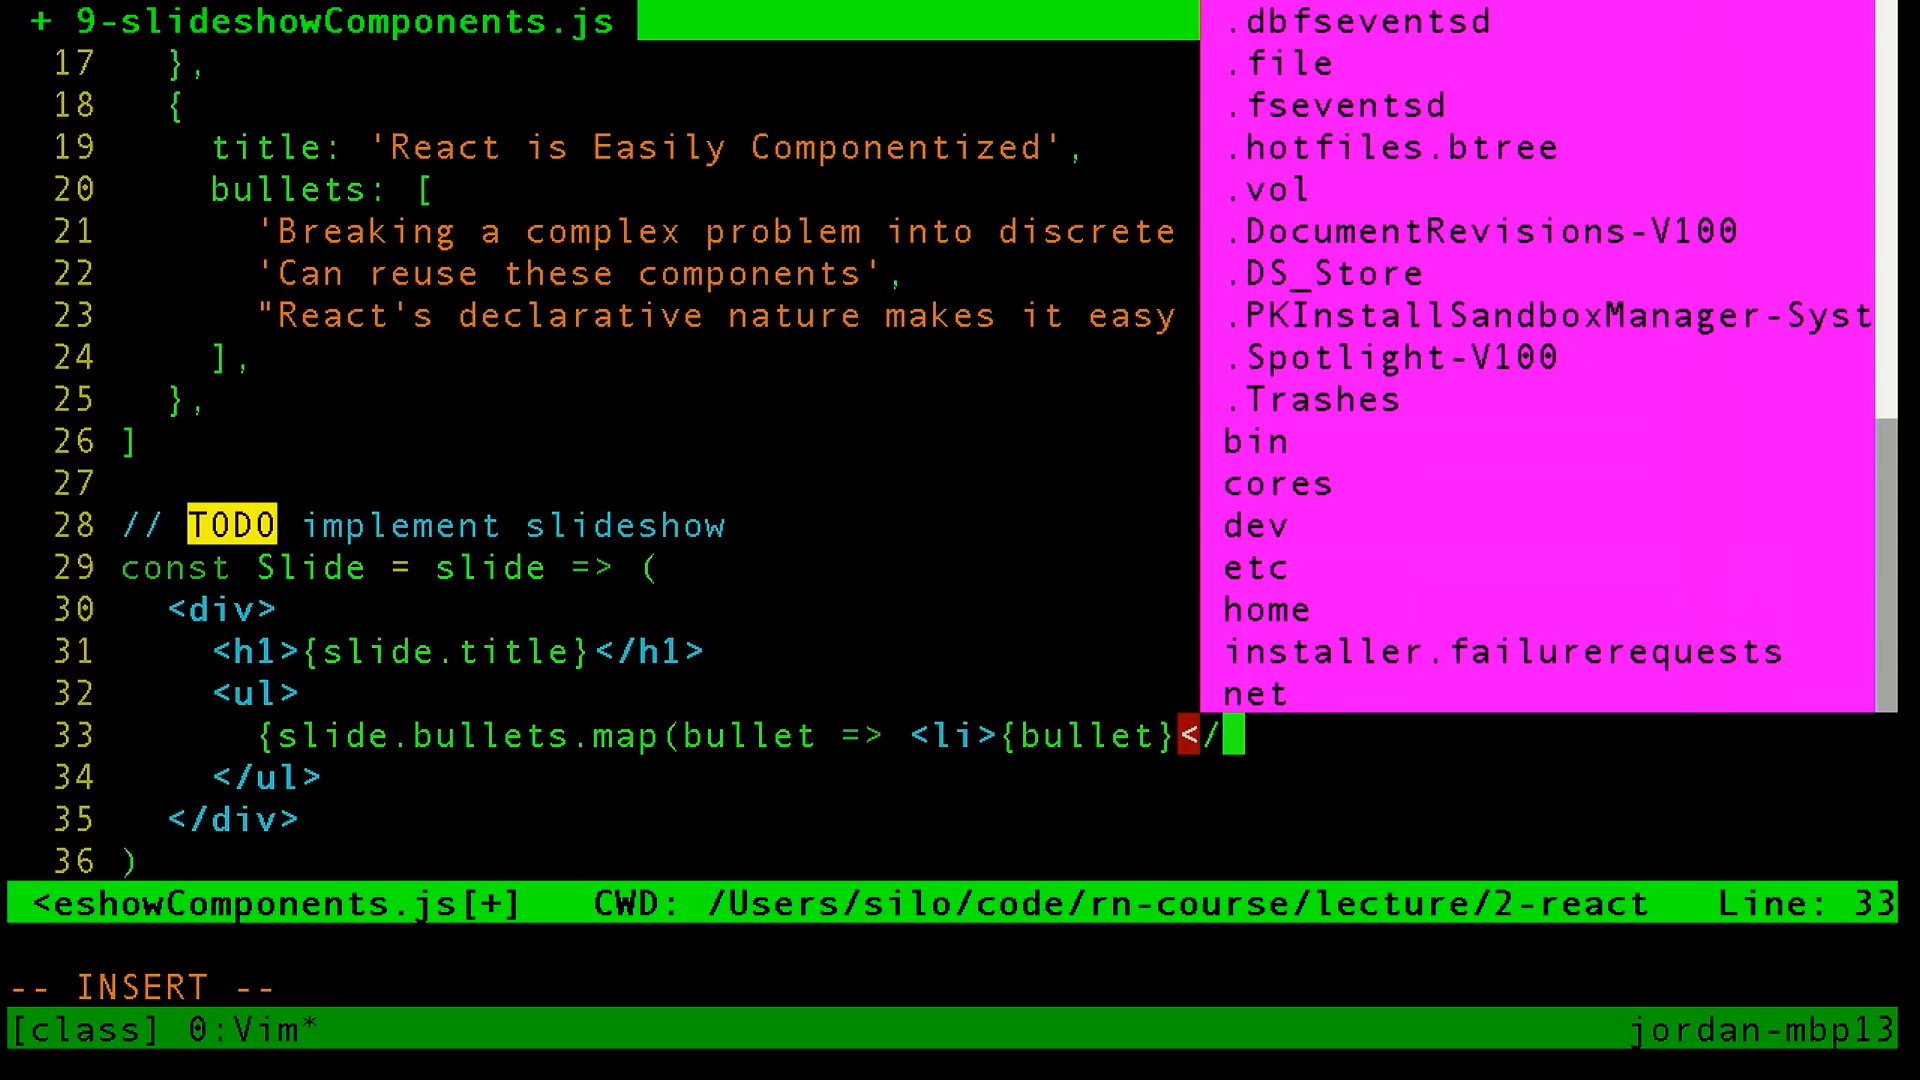 + 9-slideshowComponents.js
17 },
18 {
19 title: 'React is Easily Componentized',
20 bullets: [
21 'Breaking a complex problem into discrete
22 'Can reuse these components',
23 "React's declarative nature makes it easy
24 ],
25 },
26 ]
27
28 // TODO implement slideshow
29 const Slide = slide => (
30 <div>
31 <h1>{slide.title}</h1>
32 <ul>
33 {slide.bullets.map(bullet => <li>{bullet}</
34 </ul>
35 </div>
36 )
.dbfseventsd
.file
.fseventsd
.hotfiles.btree
.vol
.DocumentRevisions-V100
.DS_Store
.PKInstallSandboxManager-Syst
.Spotlight-V100
.Trashes
bin
cores
dev
etc
home
installer.failurerequests
net
<eshowComponents.js[+] CWD: /Users/silo/code/rn-course/lecture/2-react Line: 33
-- INSERT --
[class] 0:Vim* jordan-mbp13